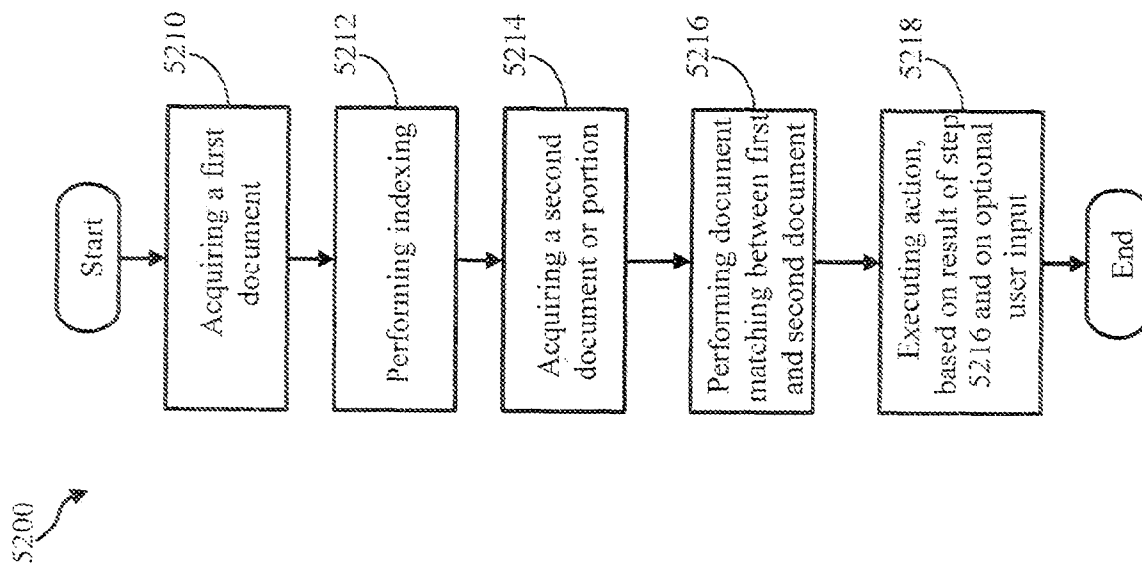 5200
Start
Acquiring a first
document
5210
Performing indexing
5212
Acquiring a second
document or portion
5214
Performing document
matching between first
and second document
5216
Executing action,
based on result of step
5216 and on optional
user input
5218
End